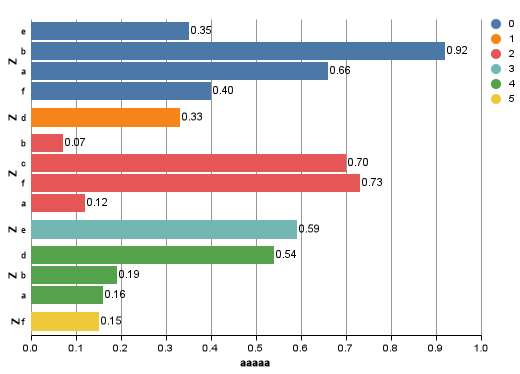 e 0.35 0
b 0.92 1
N
a 0.66 2
f 0.40 3
4
N d 0.33 5
b 0.07
c 0.70
N
f 0.73
a 0.12
N e 0.59
d 0.54
N b 0.19
a 0.16
N f 0.15
0.0 0.1 0.2 0.3 0.4 0.5 0.6 0.7 0.8 0.9 1.0
aaaaa